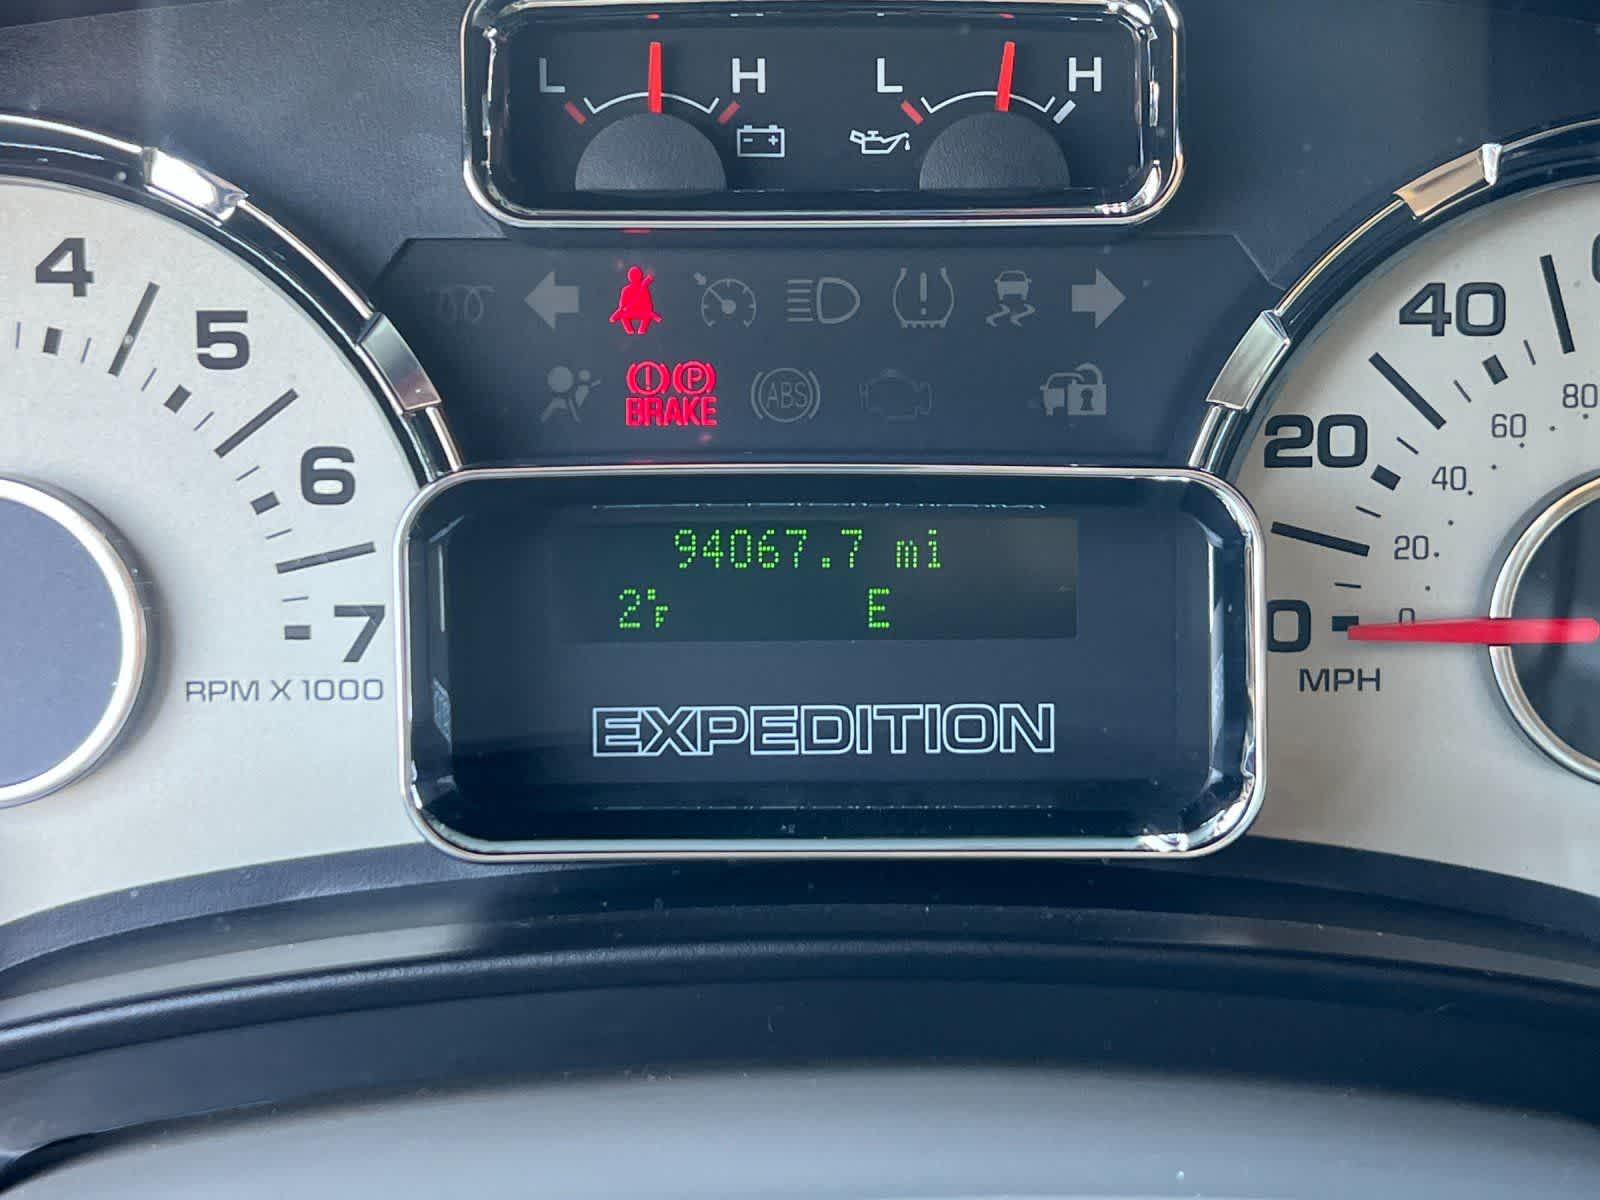 L H L H
4
5
6
7
RPM X 1000
BRAKE
ABS
94067.7 mi
2°F E
EXPEDITION
40
20
0
80
60
40
20
0
MPH